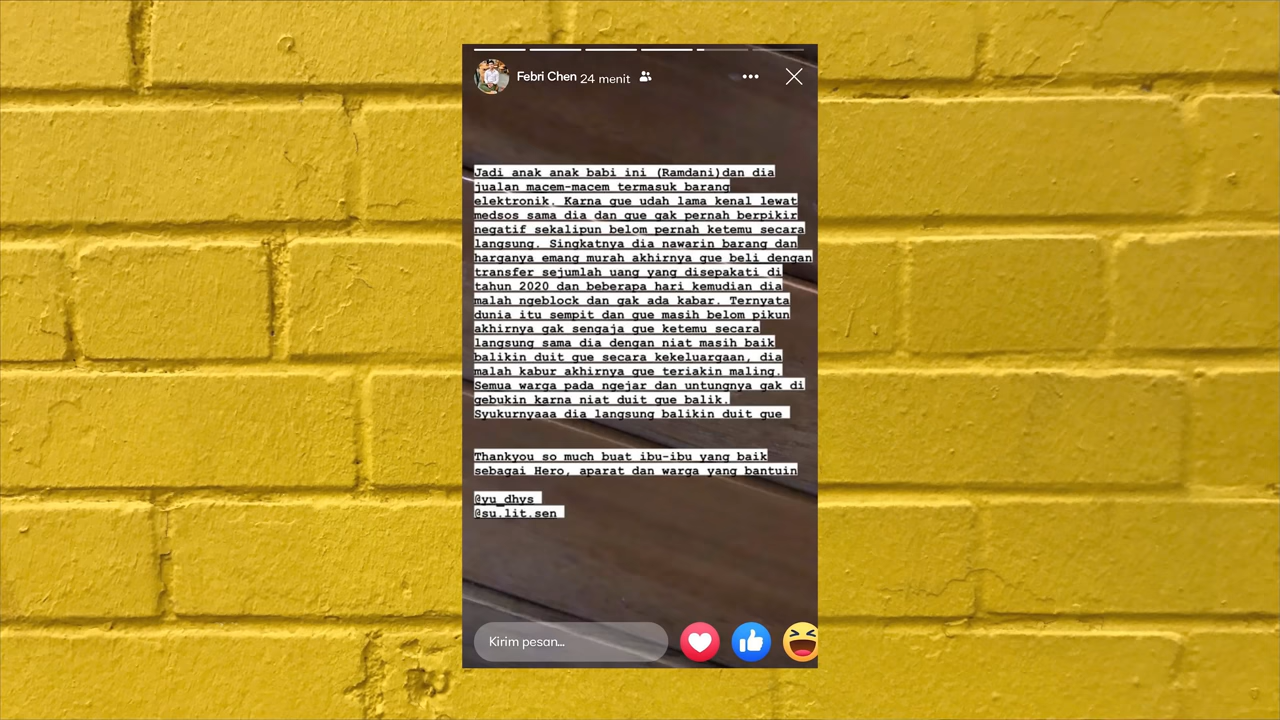 Febri Chen 24 menit
Jadi anak anak babi ini (Ramdani)dan dia
jualan macem-macem termasuk barang
elektronik. Karna gue udah lama kenal lewat
medsos sama dia dan gue gak pernah berpikir
negatif sekalipun belom pernah ketemu secara
langsung. Singkatnya dia nawarin barang dan
harganya emang murah akhirnya gue beli dengan
transfer sejumlah uang yang disepakati di
tahun 2020 dan beberapa hari kemudian dia
malah ngeblock dan gak ada kabar. Ternyata
dunia itu sempit dan gue masih belom pikun
akhirnya gak sengaja gue ketemu secara
langsung sama dia dengan niat masih baik
balikin duit gue secara kekeluargaan, dia
malah kabur akhirnya gue teriakin maling.
Semua warga pada ngejar dan untungnya gak di
gebukin karna niat duit gue balik.
Syukurnyaaa dia langsung balikin duit gue
Thankyou so much buat ibu-ibu yang baik
sebagai Hero, aparat dan warga yang bantuin
@yu_dhys
@su.lit.sen
Kirim pesan...